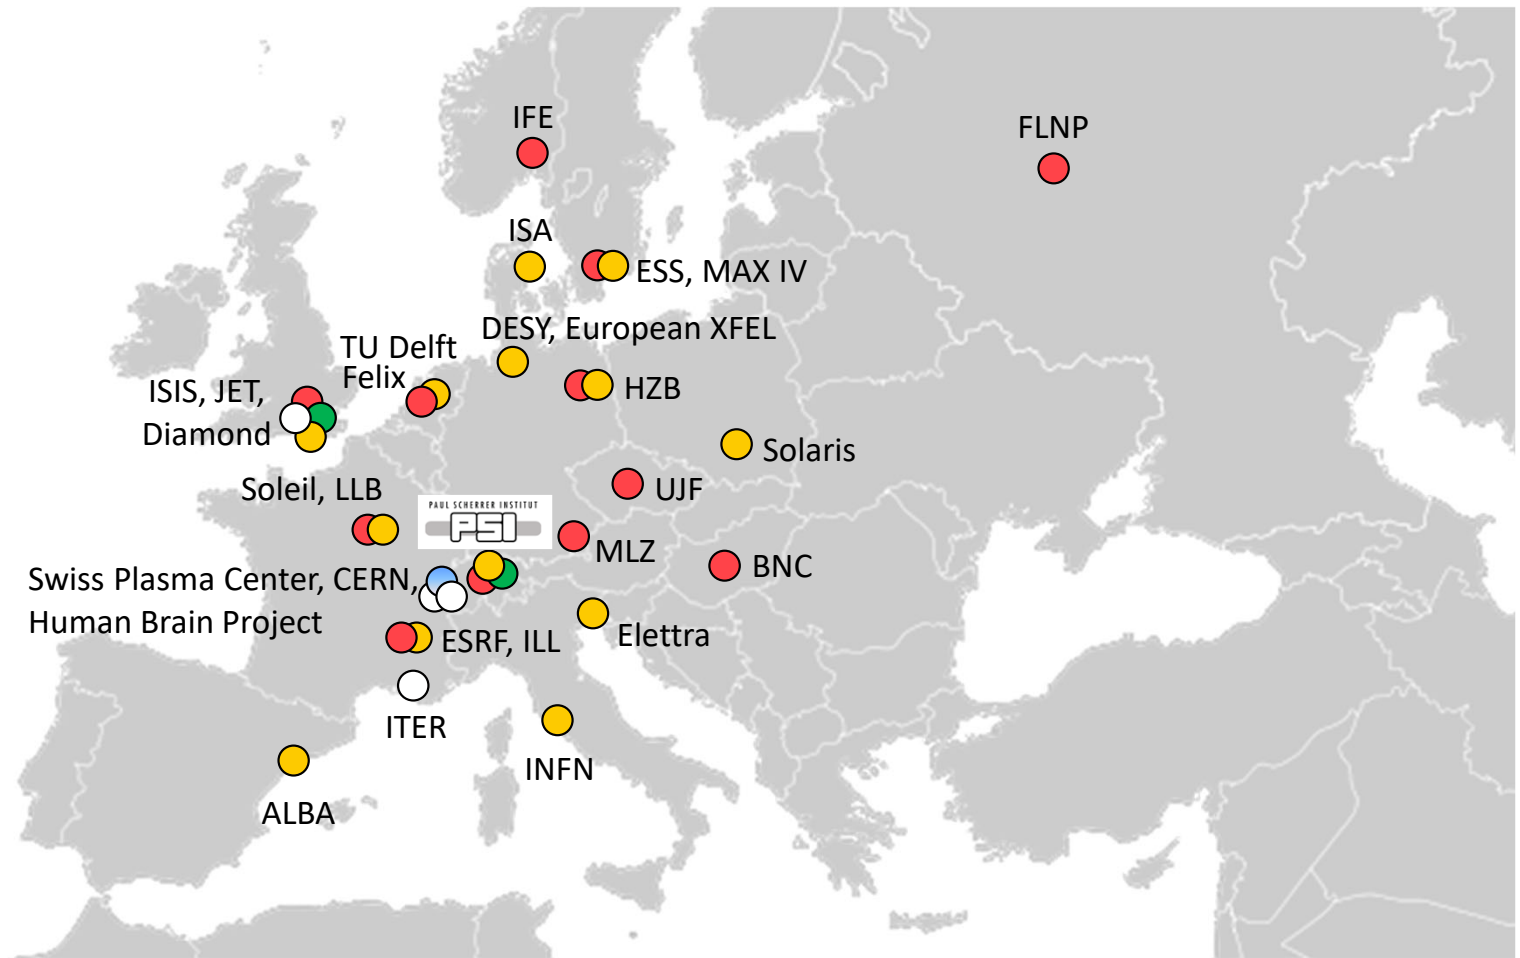 IFE
FLNP
ISA
ESS, MAX IV
DESY, European XFEL
TU Delft
Felix
ISIS, JET,
Diamond
HZB
Solaris
Soleil, LLB
UJF
PAUL SCHERRER INSTITUT
PSI
MLZ
BNC
Swiss Plasma Center, CERN,
Human Brain Project
Elettra
ESRF, ILL
ITER
INFN
ALBA